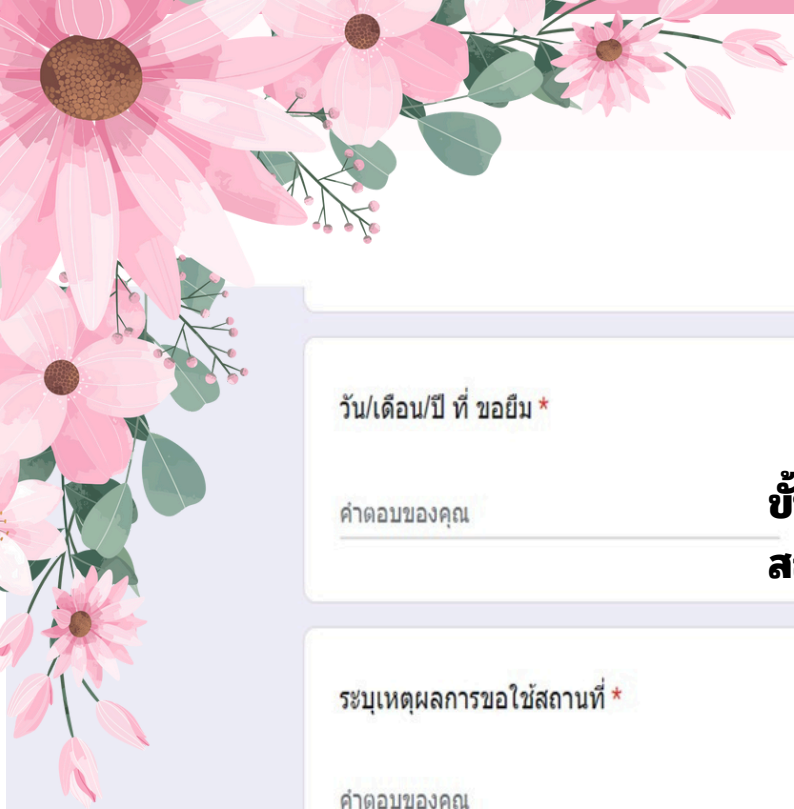 วัน/เดือน/ปี ที่ ขอยืม *
คำตอบของคุณ
ระบุเหตุผลการขอใช้สถานที่ *
คำตอบของคุณ